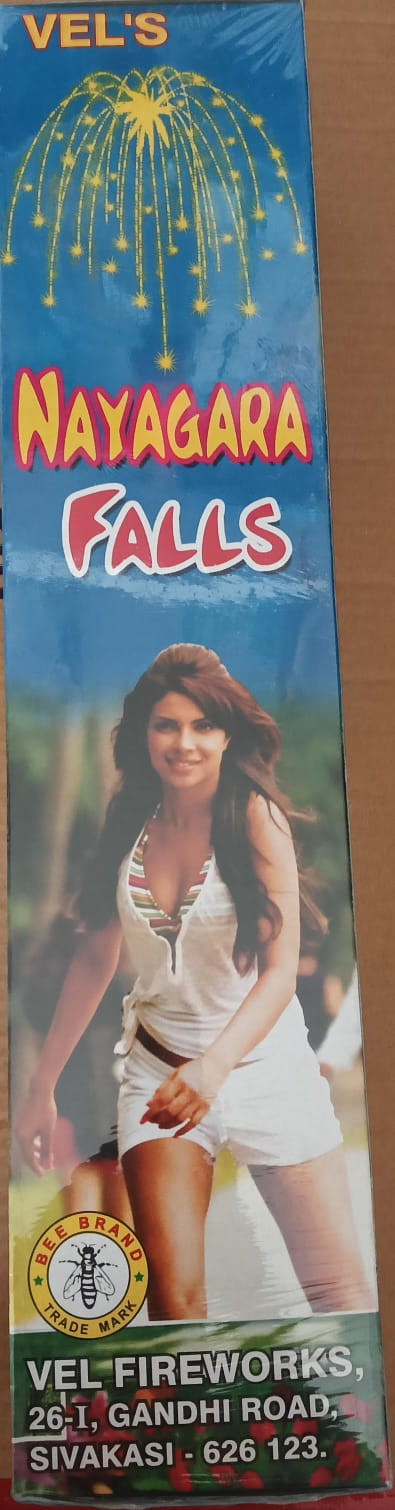 VEL'S
NAYAGARA
FALLS
BEE BRAND
TRADE MARK
VEL FIREWORKS,
26-I, GANDHI ROAD,
SIVAKASI - 626 123.